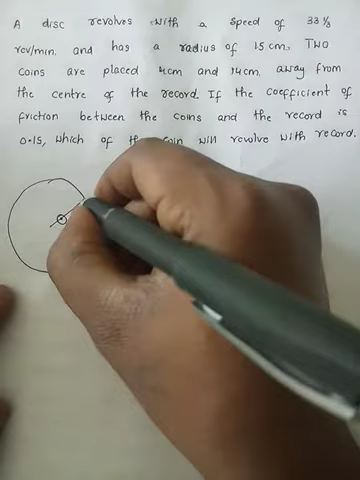 A disc revolves with a speed of 33 1/3
rev/min. and has a radius of 15 cm. Two
coins are placed 4cm and 14cm away from
the centre of the record. If the coefficient of
friction between the coins and the record is
0.15, which of the coin will revolve with record.